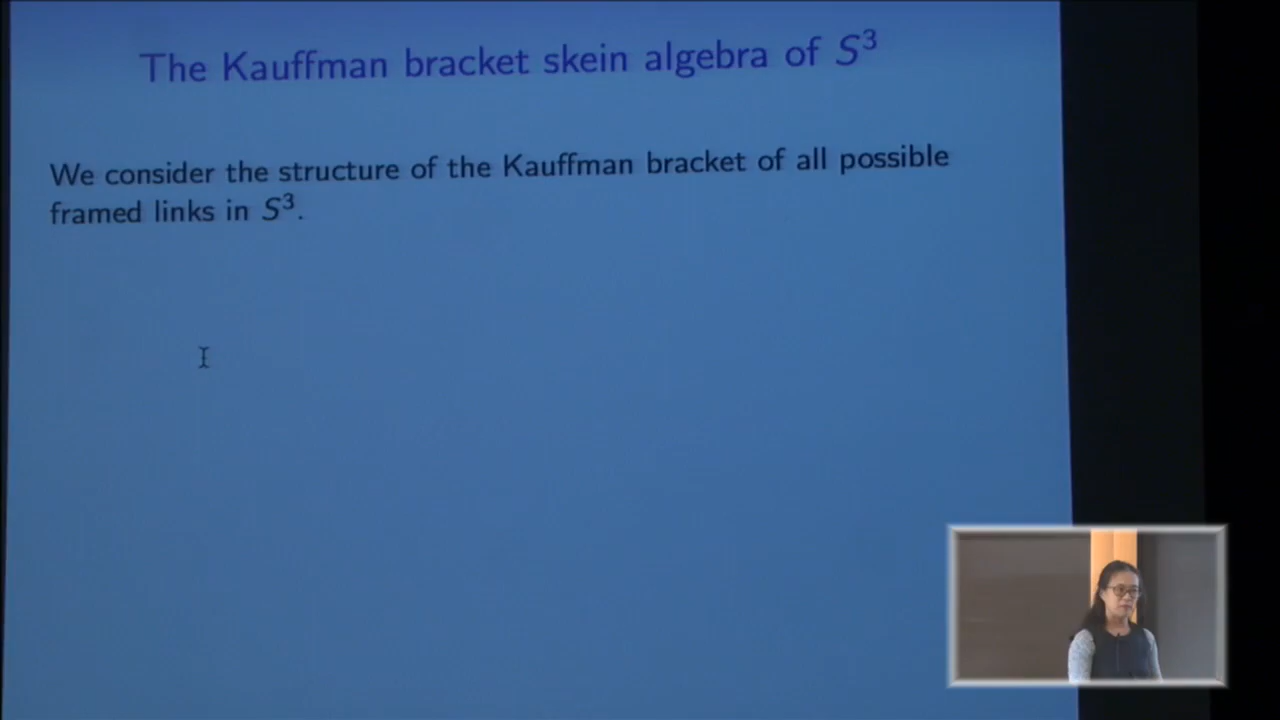 The Kauffman bracket skein algebra of S³
We consider the structure of the Kauffman bracket of all possible
framed links in S³.